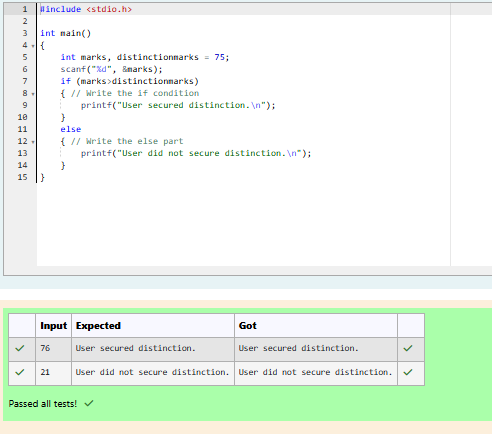 1 #include <stdio.h>
2
3 int main()
4 {
5 int marks, distinctionmarks = 75;
6 scanf("%d", &marks);
7 if (marks>distinctionmarks)
8 { // Write the if condition
9 printf("User secured distinction.\n");
10 }
11 else
12 { // Write the else part
13 printf("User did not secure distinction.\n");
14 }
15 }
Input Expected Got
76 User secured distinction. User secured distinction.
21 User did not secure distinction. User did not secure distinction.
Passed all tests!